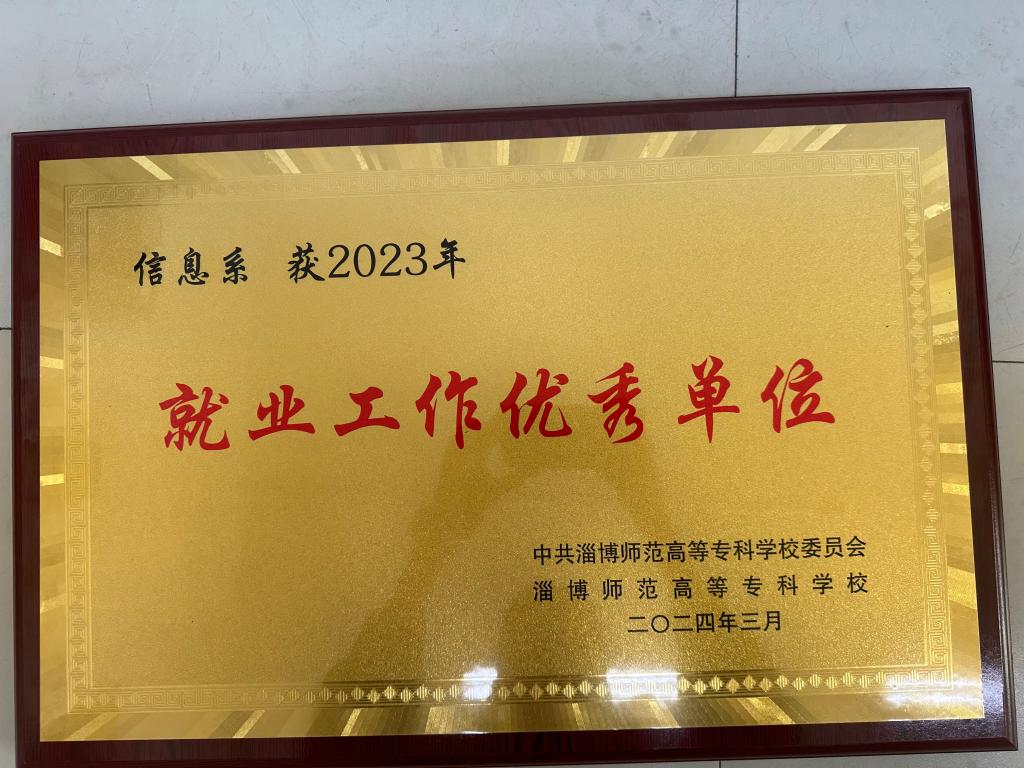 信息系 获2023年
就业工作优秀单位
中共淄博师范高等专科学校委员会
淄博师范高等专科学校
二〇二四年三月